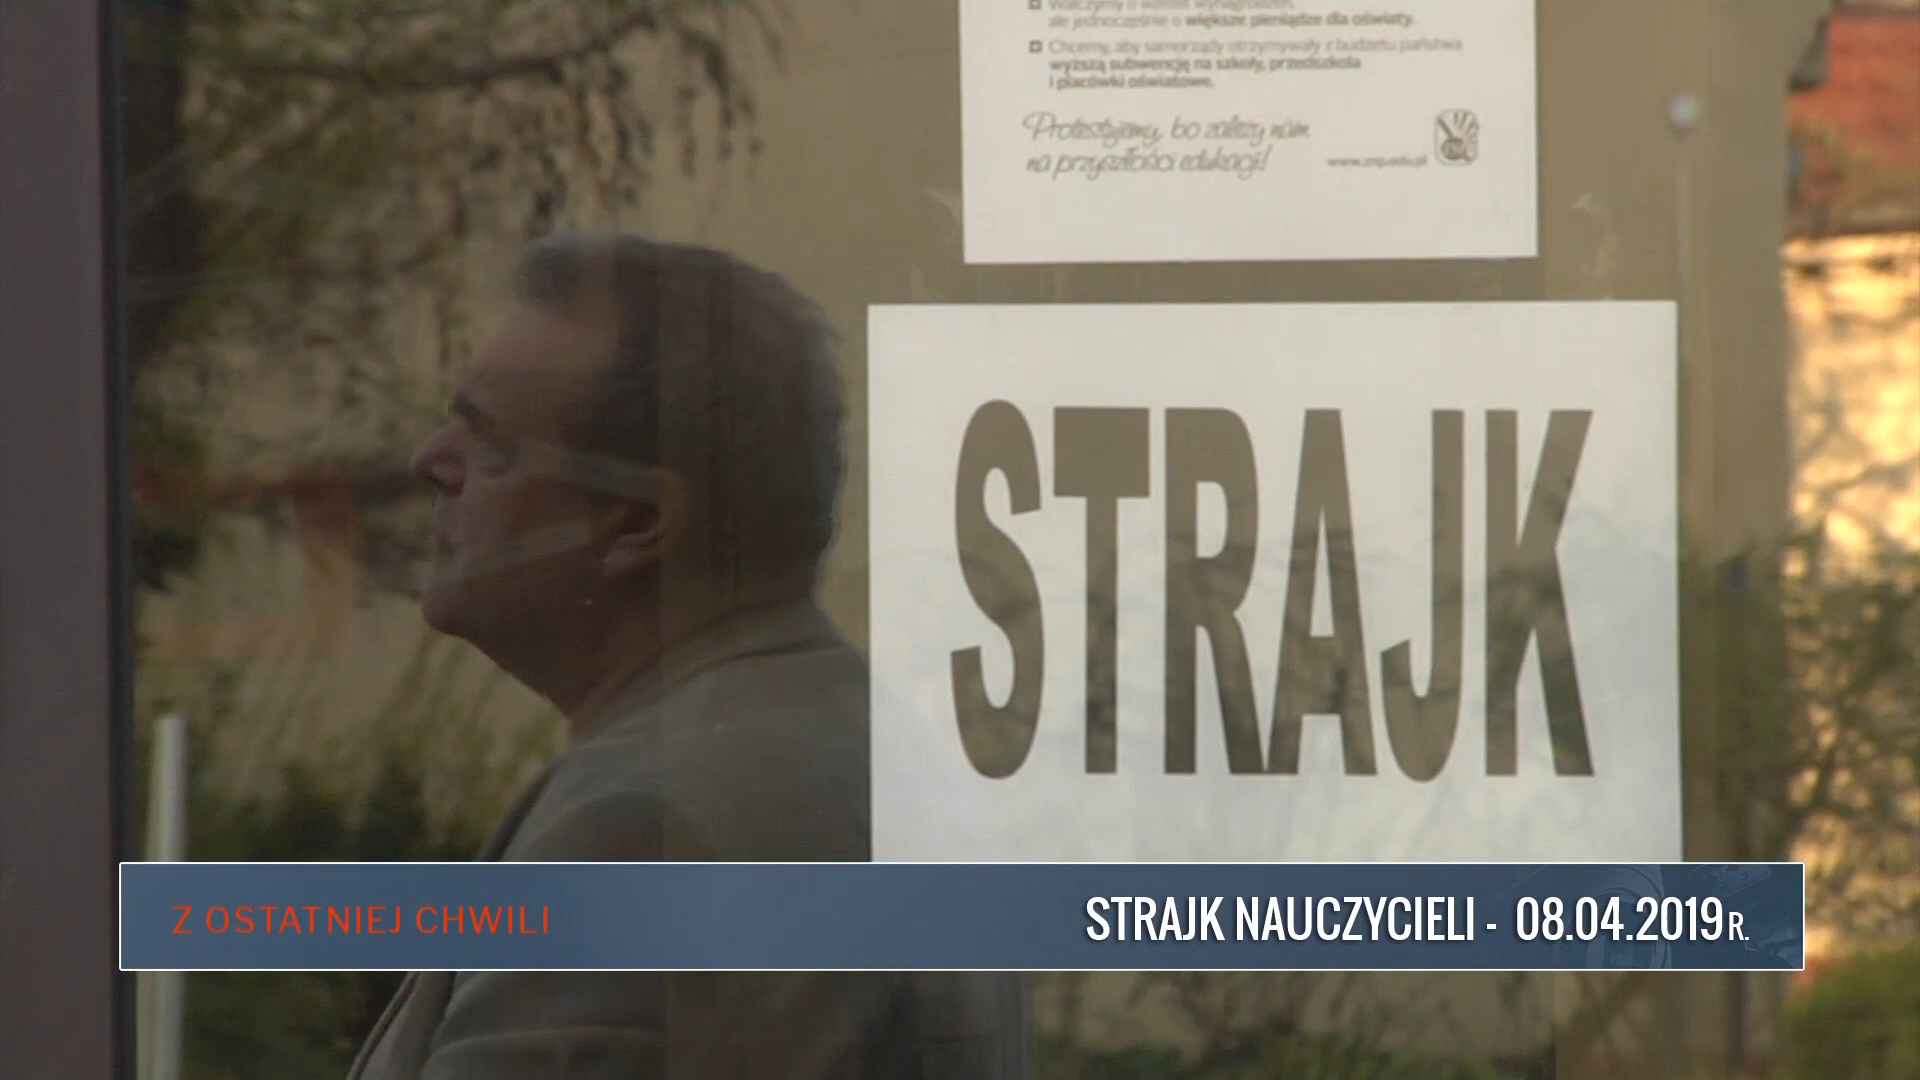 Walczymy o wzrost wynagrodzeń,
ale jednocześnie o większe pieniądze dla oświaty.
Chcemy, aby samorządy otrzymywały z budżetu państwa
wyższą subwencję na szkoły, przedszkola
i placówki oświatowe.
Protestujemy, bo zależy nam
na przyszłości edukacji!
www.znp.edu.pl
STRAJK
Z OSTATNIEJ CHWILI
STRAJK NAUCZYCIELI - 08.04.2019 R.